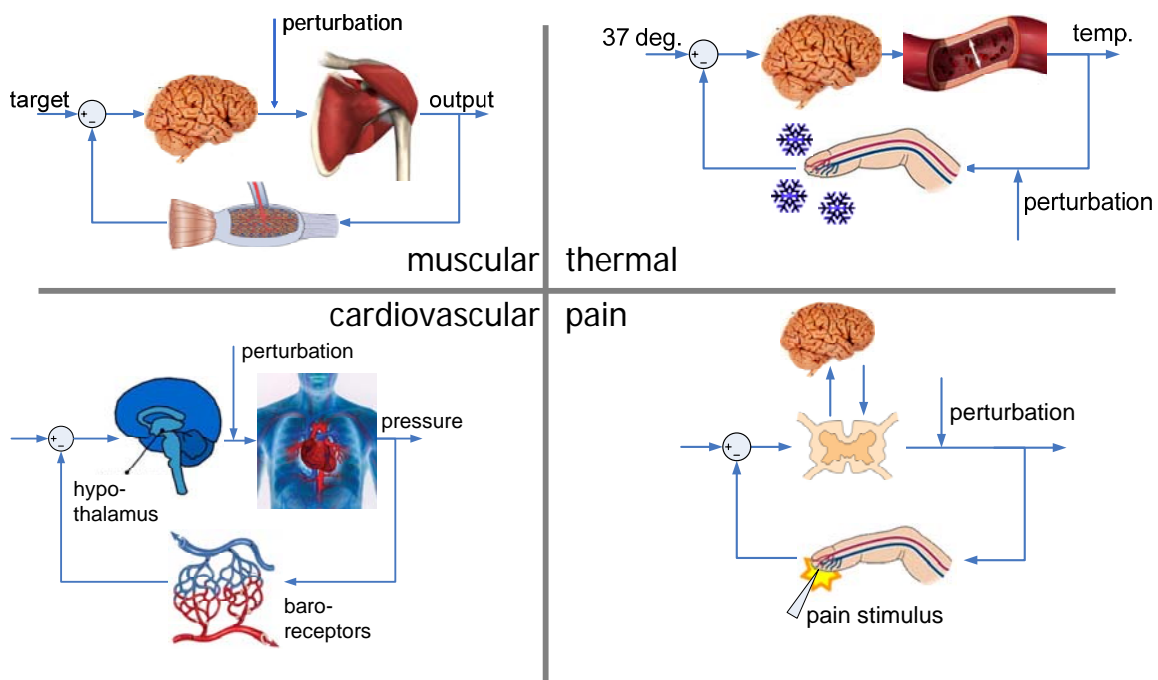 perturbation
target
+
−
output
muscular
37 deg.
+
−
temp.
perturbation
thermal
cardiovascular
perturbation
+
−
pressure
hypo-
thalamus
baro-
receptors
pain
perturbation
+
−
pain stimulus